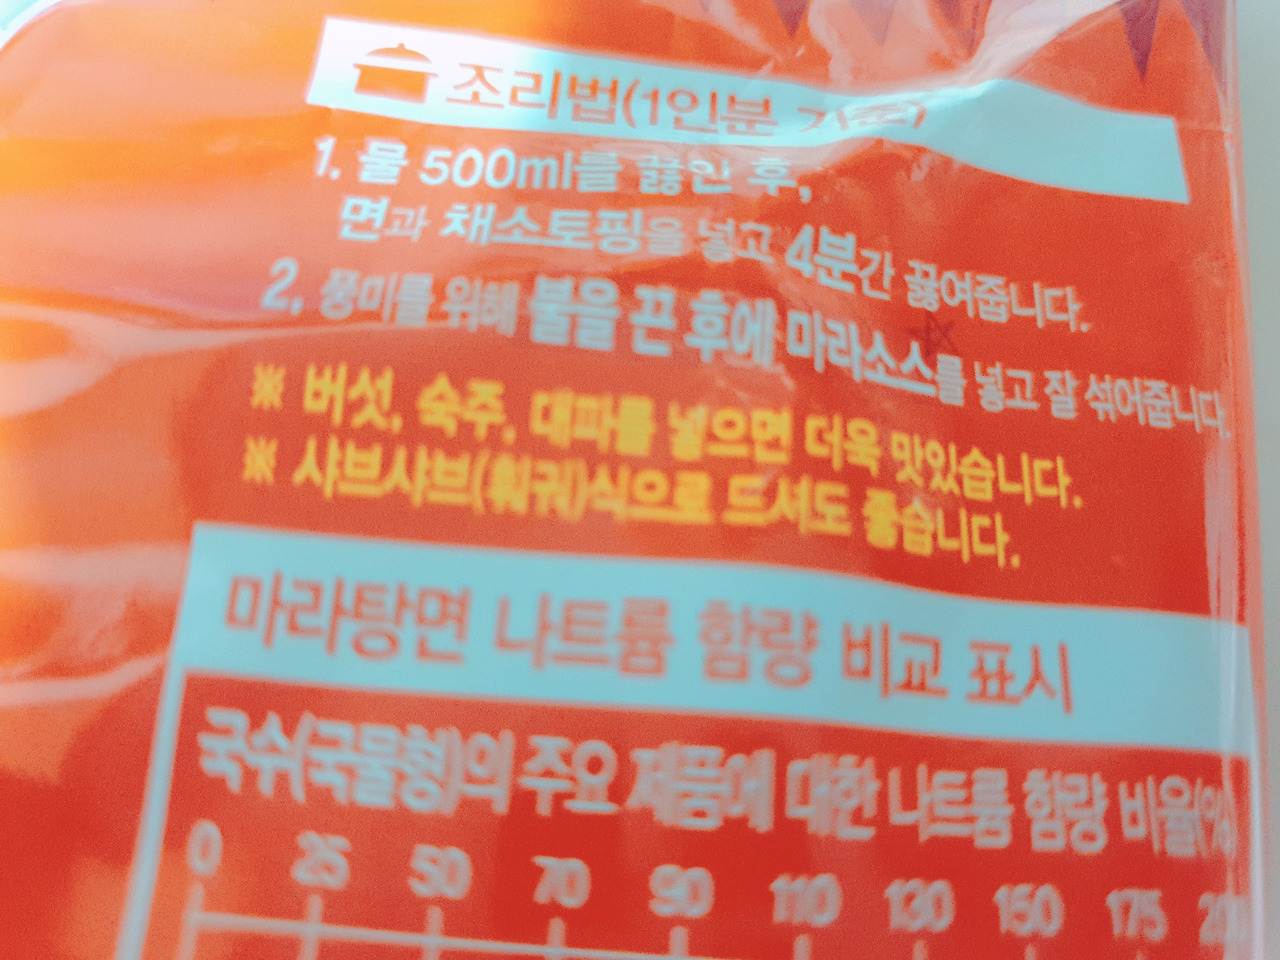 조리법(1인분 기준)
1. 물 500ml를 끓인 후,
면과 채소토핑을 넣고 4분간 끓여줍니다.
2. 풍미를 위해 불을 끈 후에 마라소스를 넣고 잘 섞어줍니다.
※ 버섯, 숙주, 대파를 넣으면 더욱 맛있습니다.
※ 샤브샤브(훠궈)식으로 드셔도 좋습니다.
마라탕면 나트륨 함량 비교 표시
국수(국물형)의 주요 제품에 대한 나트륨 함량 비율(%)
0 25 50 70 90 110 130 150 175